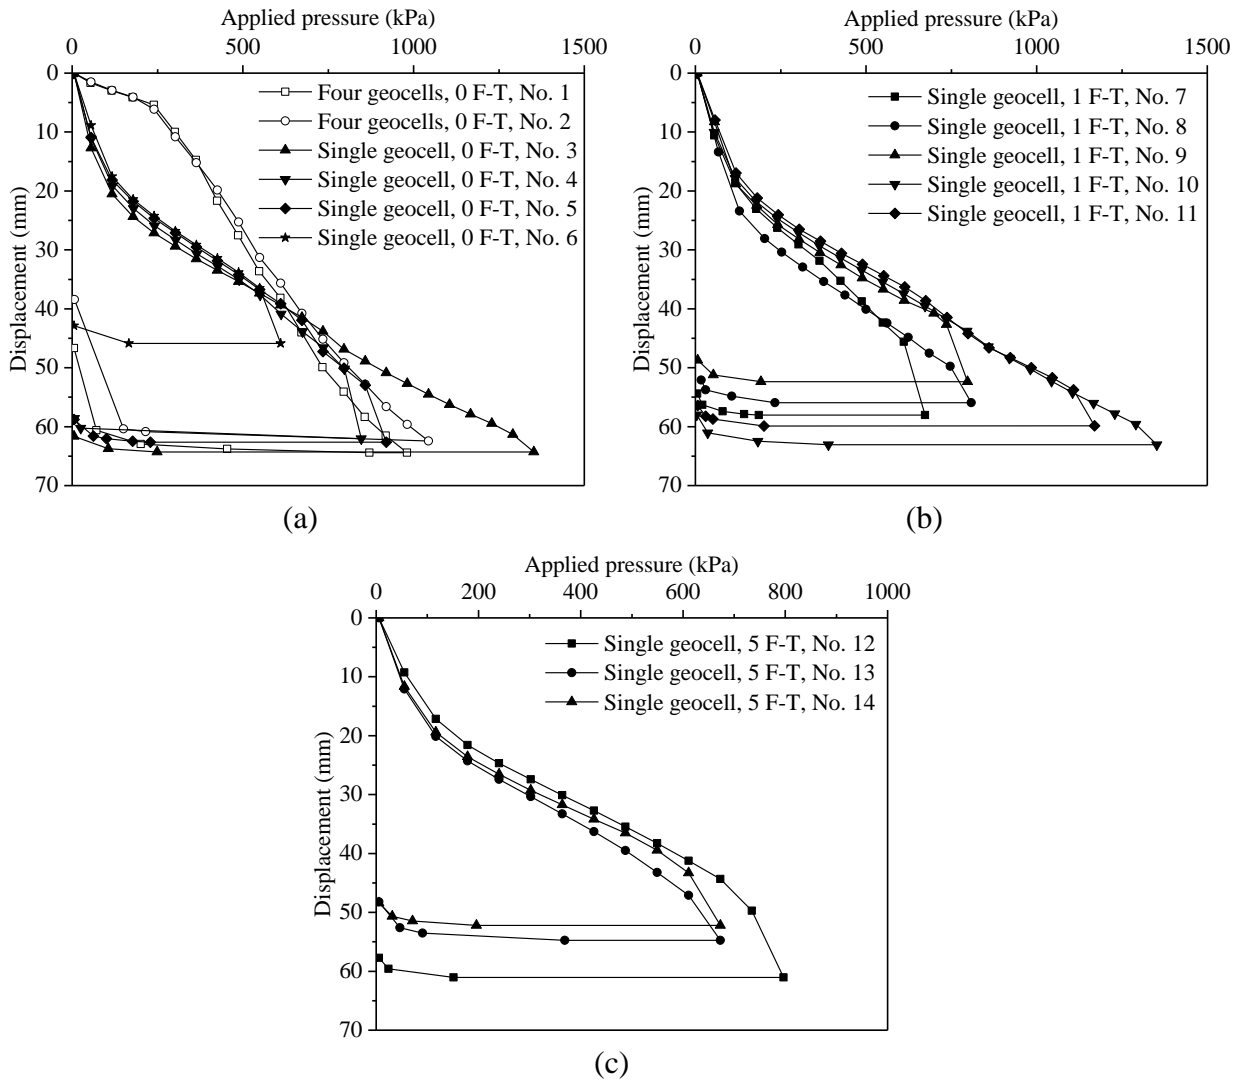 Applied pressure (kPa)
0 500 1000 1500
0
10
20
30
40
50
60
70
Displacement (mm)
Four geocells, 0 F-T, No. 1
Four geocells, 0 F-T, No. 2
Single geocell, 0 F-T, No. 3
Single geocell, 0 F-T, No. 4
Single geocell, 0 F-T, No. 5
Single geocell, 0 F-T, No. 6
(a)
Applied pressure (kPa)
0 500 1000 1500
0
10
20
30
40
50
60
70
Displacement (mm)
Single geocell, 1 F-T, No. 7
Single geocell, 1 F-T, No. 8
Single geocell, 1 F-T, No. 9
Single geocell, 1 F-T, No. 10
Single geocell, 1 F-T, No. 11
(b)
Applied pressure (kPa)
0 200 400 600 800 1000
0
10
20
30
40
50
60
70
Displacement (mm)
Single geocell, 5 F-T, No. 12
Single geocell, 5 F-T, No. 13
Single geocell, 5 F-T, No. 14
(c)